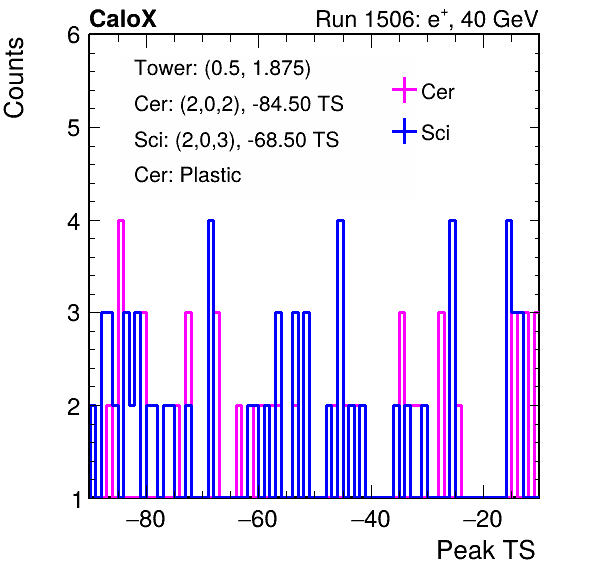 CaloX Run 1506: e⁺, 40 GeV
Counts
6
5
4
3
2
1
Tower: (0.5, 1.875)
Cer: (2,0,2), -84.50 TS
Sci: (2,0,3), -68.50 TS
Cer: Plastic
Cer
Sci
−80 −60 −40 −20
Peak TS